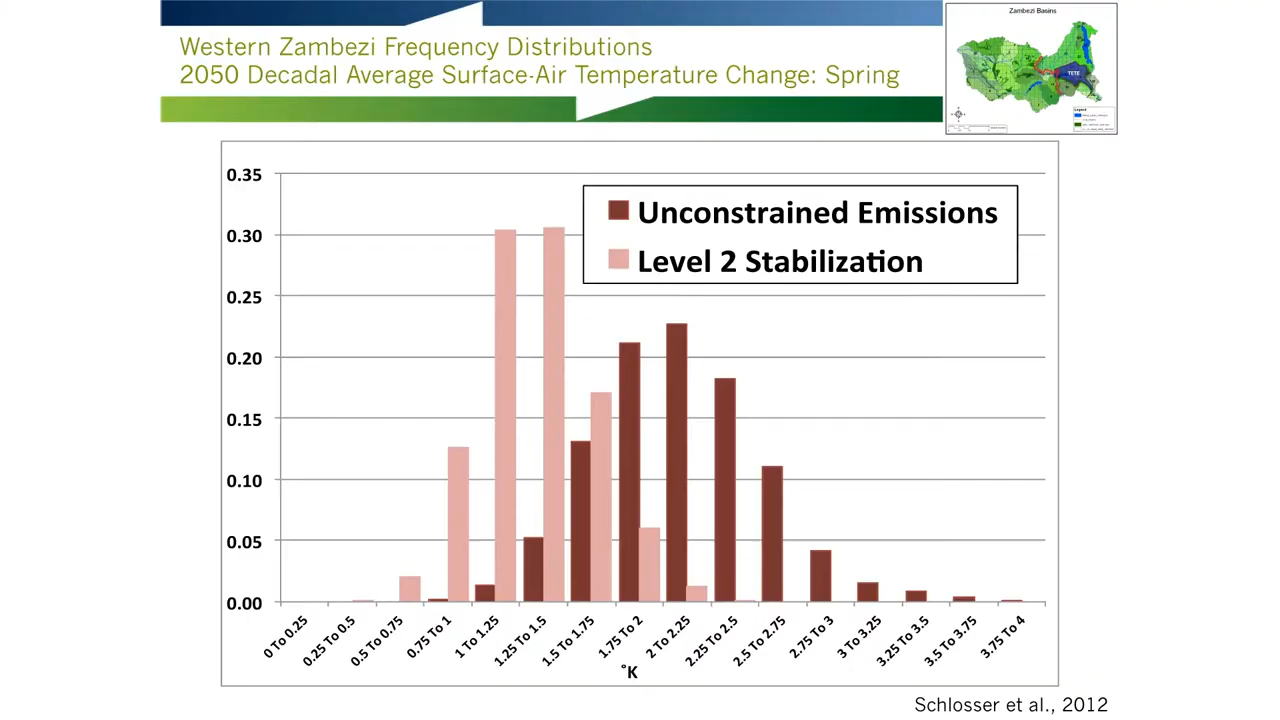 Western Zambezi Frequency Distributions
2050 Decadal Average Surface-Air Temperature Change: Spring
Zambezi Basins
TETE
Legend
0.35
0.30
0.25
0.20
0.15
0.10
0.05
0.00
Unconstrained Emissions
Level 2 Stabilization
0 To 0.25
0.25 To 0.5
0.5 To 0.75
0.75 To 1
1 To 1.25
1.25 To 1.5
1.5 To 1.75
1.75 To 2
2 To 2.25
2.25 To 2.5
2.5 To 2.75
2.75 To 3
3 To 3.25
3.25 To 3.5
3.5 To 3.75
3.75 To 4
°K
Schlosser et al., 2012